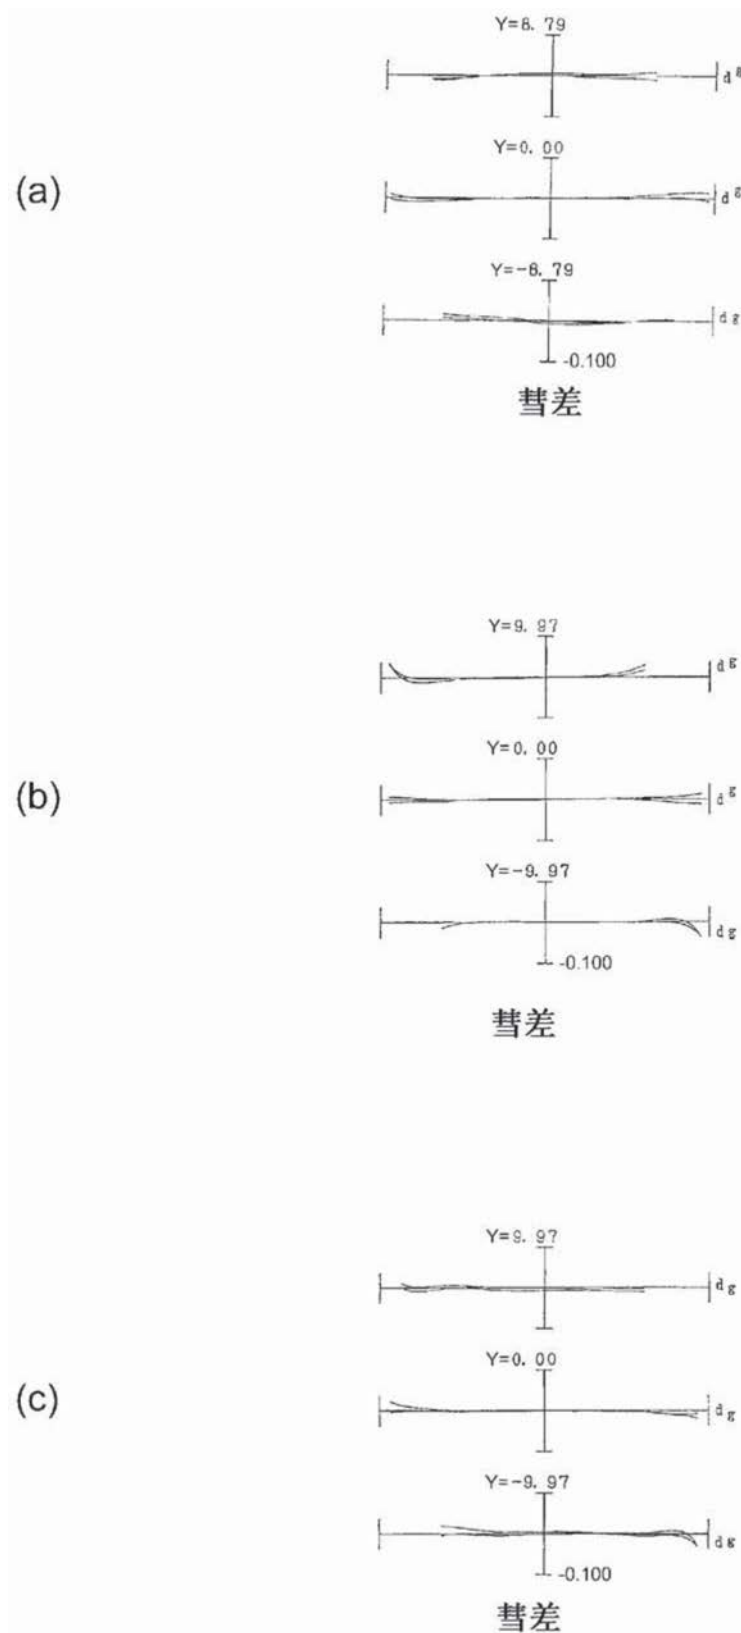 (a)
Y=8. 79
d g
Y=0. 00
d g
Y=-8. 79
d g
-0.100
彗差
(b)
Y=9. 97
d g
Y=0. 00
d g
Y=-9. 97
d g
-0.100
彗差
(c)
Y=9. 97
d g
Y=0. 00
d g
Y=-9. 97
d g
-0.100
彗差